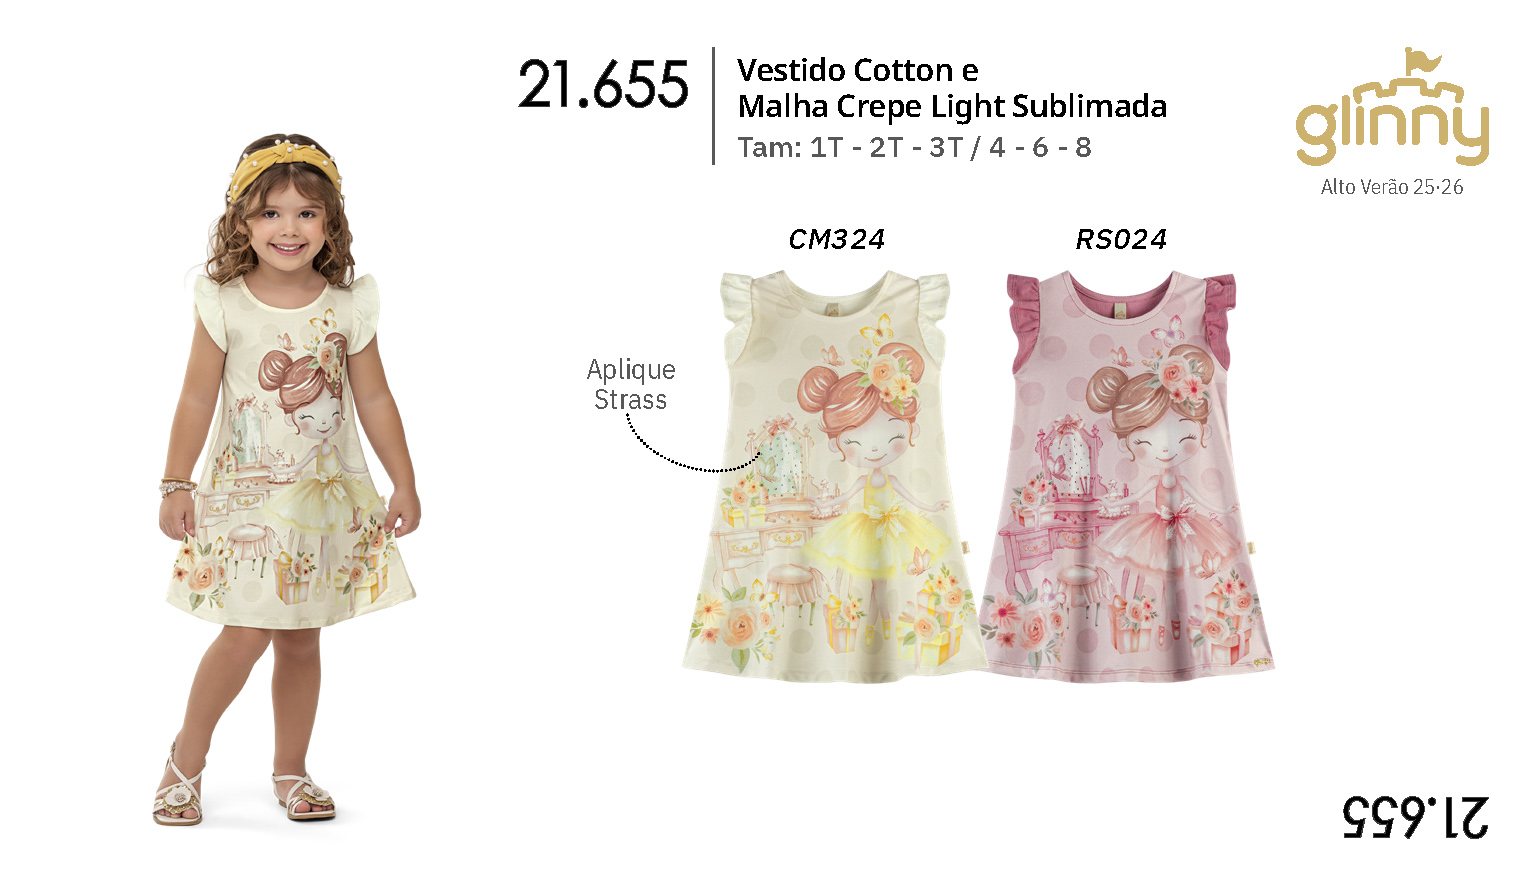 21.655
Vestido Cotton e
Malha Crepe Light Sublimada
Tam: 1T - 2T - 3T / 4 - 6 - 8
glinny
Alto Verão 25·26
CM324
RS024
Aplique
Strass
glinny
21.655